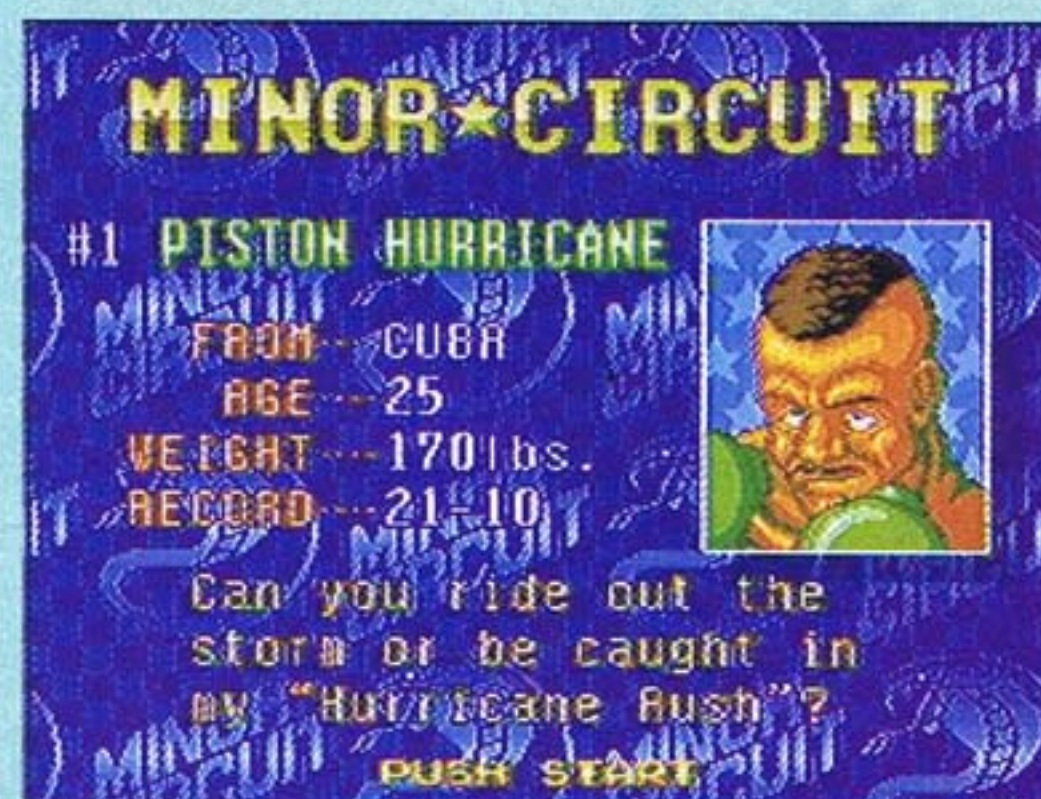 MINOR★CIRCUIT
#1 PISTON HURRICANE
FROM···CUBA
AGE···25
WEIGHT···170lbs.
RECORD···21-10
Can you ride out the
storm or be caught in
my "Hurricane Rush"?
PUSH START